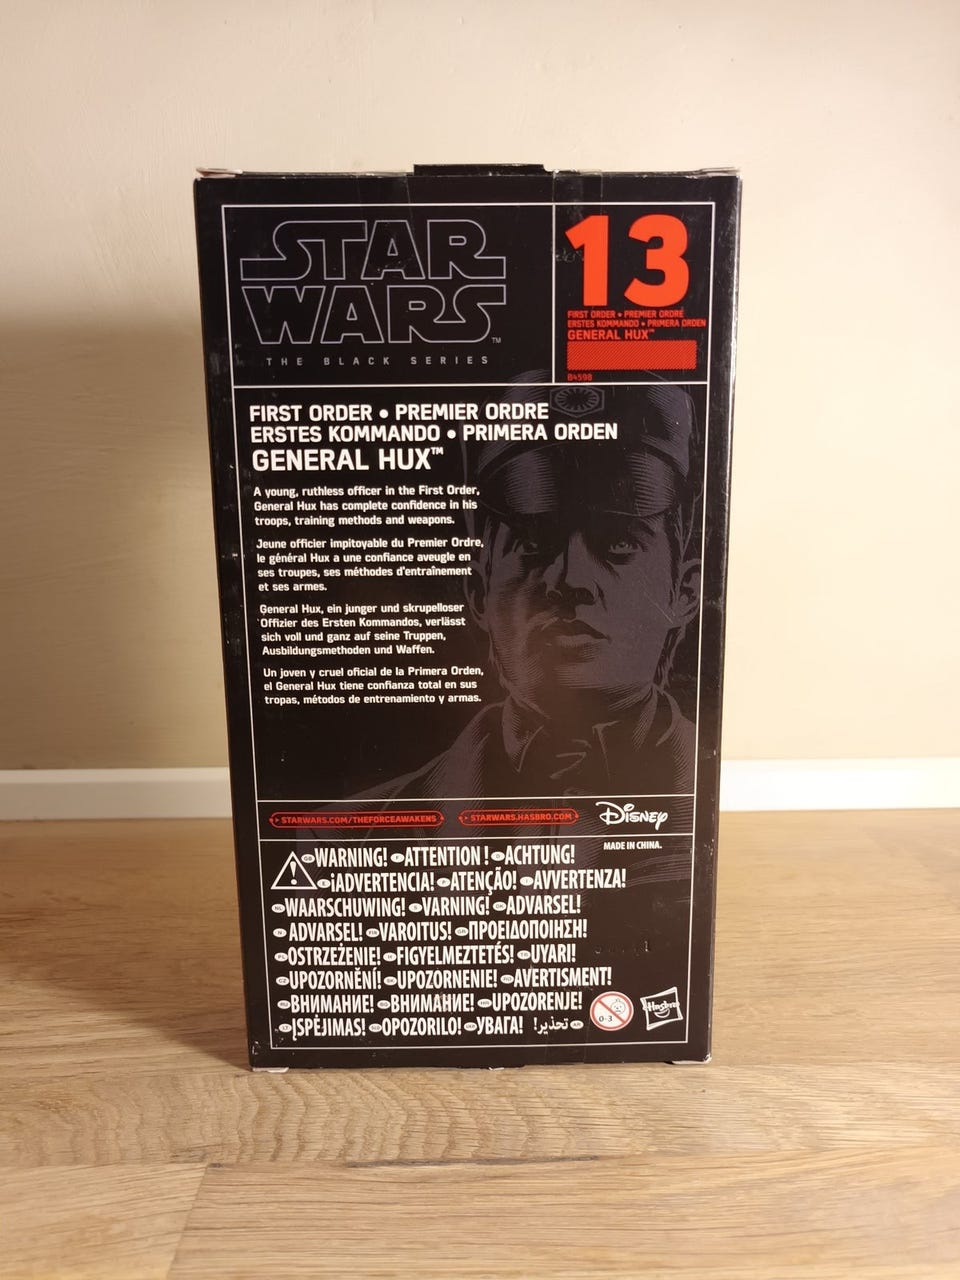 STAR
WARS™
THE BLACK SERIES
13
FIRST ORDER • PREMIER ORDRE
ERSTES KOMMANDO • PRIMERA ORDEN
GENERAL HUX™
B4598
FIRST ORDER • PREMIER ORDRE
ERSTES KOMMANDO • PRIMERA ORDEN
GENERAL HUX™
A young, ruthless officer in the First Order,
General Hux has complete confidence in his
troops, training methods and weapons.
Jeune officier impitoyable du Premier Ordre,
le général Hux a une confiance aveugle en
ses troupes, ses méthodes d'entraînement
et ses armes.
General Hux, ein junger und skrupelloser
Offizier des Ersten Kommandos, verlässt
sich voll und ganz auf seine Truppen,
Ausbildungsmethoden und Waffen.
Un joven y cruel oficial de la Primera Orden,
el General Hux tiene confianza total en sus
tropas, métodos de entrenamiento y armas.
STARWARS.COM/THEFORCEAWAKENS STARWARS.HASBRO.COM Disney
MADE IN CHINA.
WARNING! ATTENTION ! ACHTUNG!
¡ADVERTENCIA! ATENÇÃO! AVVERTENZA!
WAARSCHUWING! VARNING! ADVARSEL!
ADVARSEL! VAROITUS! ΠΡΟΕΙΔΟΠΟΙΗΣΗ!
OSTRZEŻENIE! FIGYELMEZTETÉS! UYARI!
UPOZORNĚNÍ! UPOZORNENIE! AVERTISMENT!
ВНИМАНИЕ! ВНИМАНИЕ! UPOZORENJE!
ĮSPĖJIMAS! OPOZORILO! УВАГА! تحذير!
0-3
Hasbro